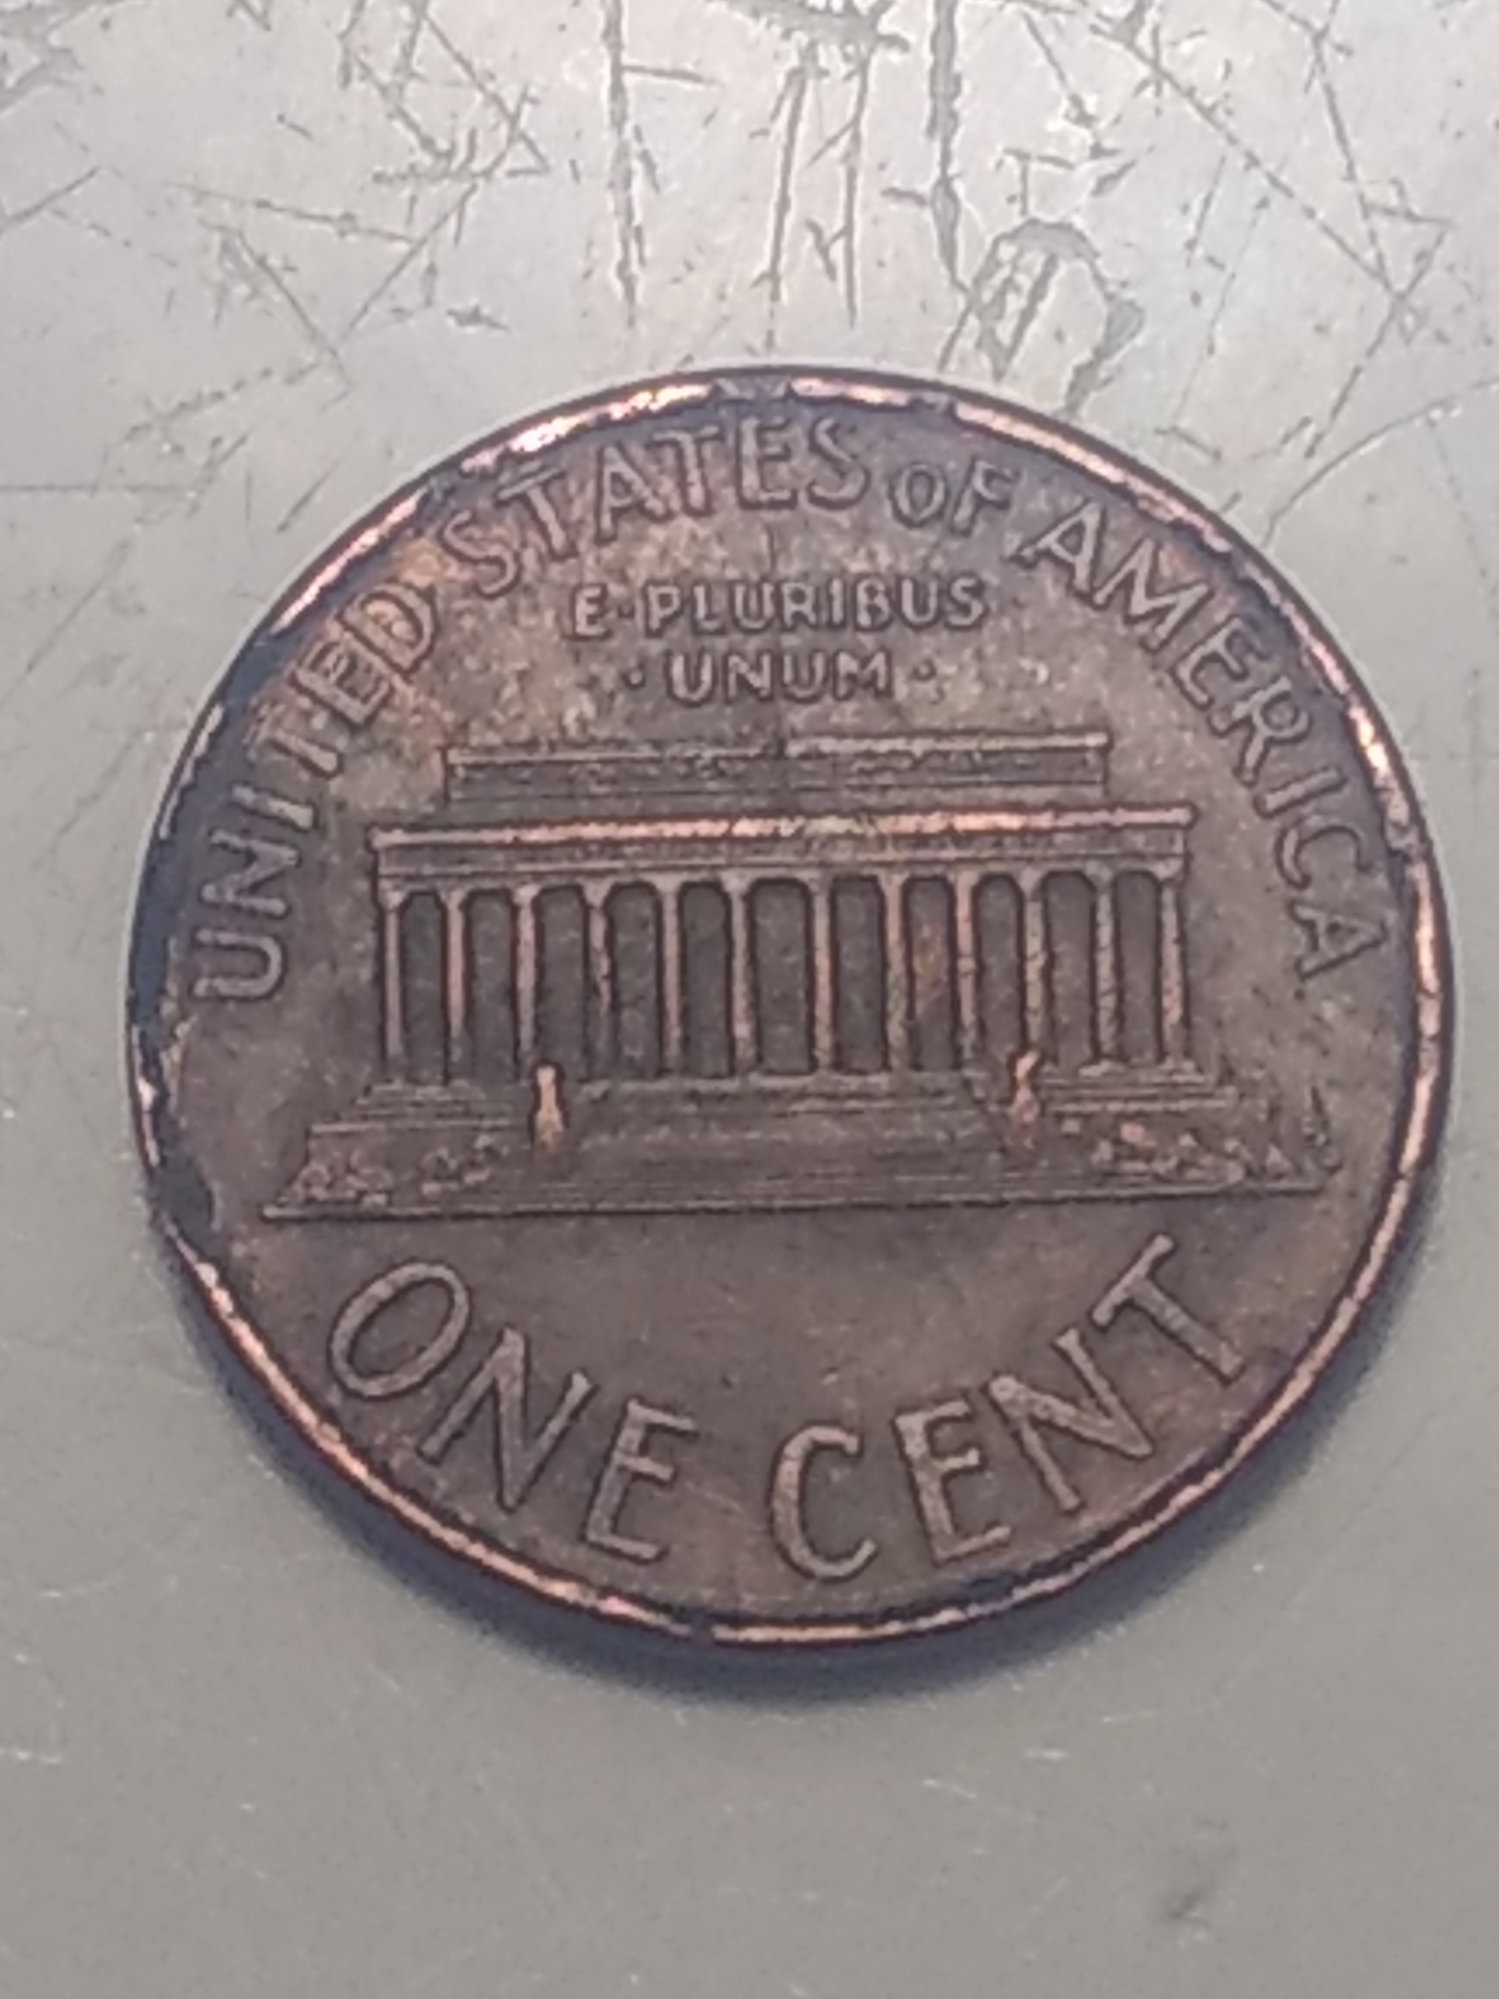 UNITED STATES OF AMERICA
E·PLURIBUS
·UNUM·
ONE CENT